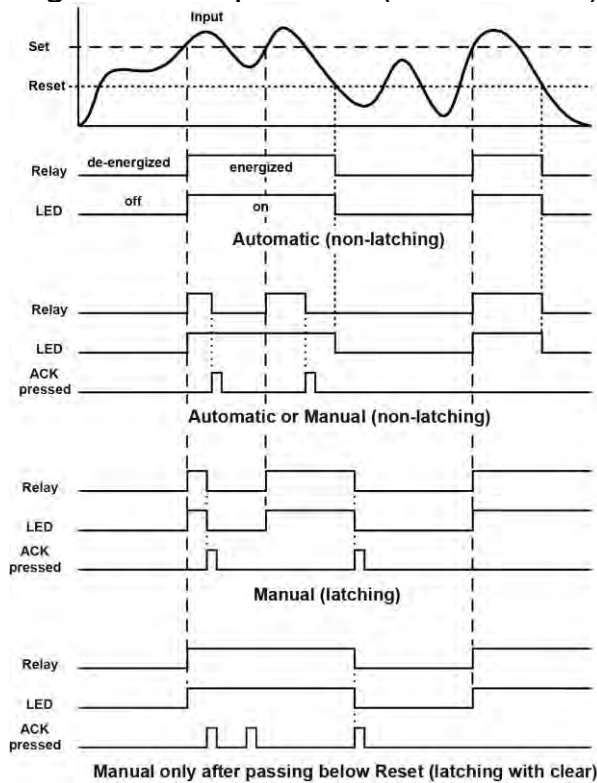 Input
Set
Reset
Relay
de-energized
energized
LED
off
on
Automatic (non-latching)
Relay
LED
ACK
pressed
Automatic or Manual (non-latching)
Relay
LED
ACK
pressed
Manual (latching)
Relay
LED
ACK
pressed
Manual only after passing below Reset (latching with clear)